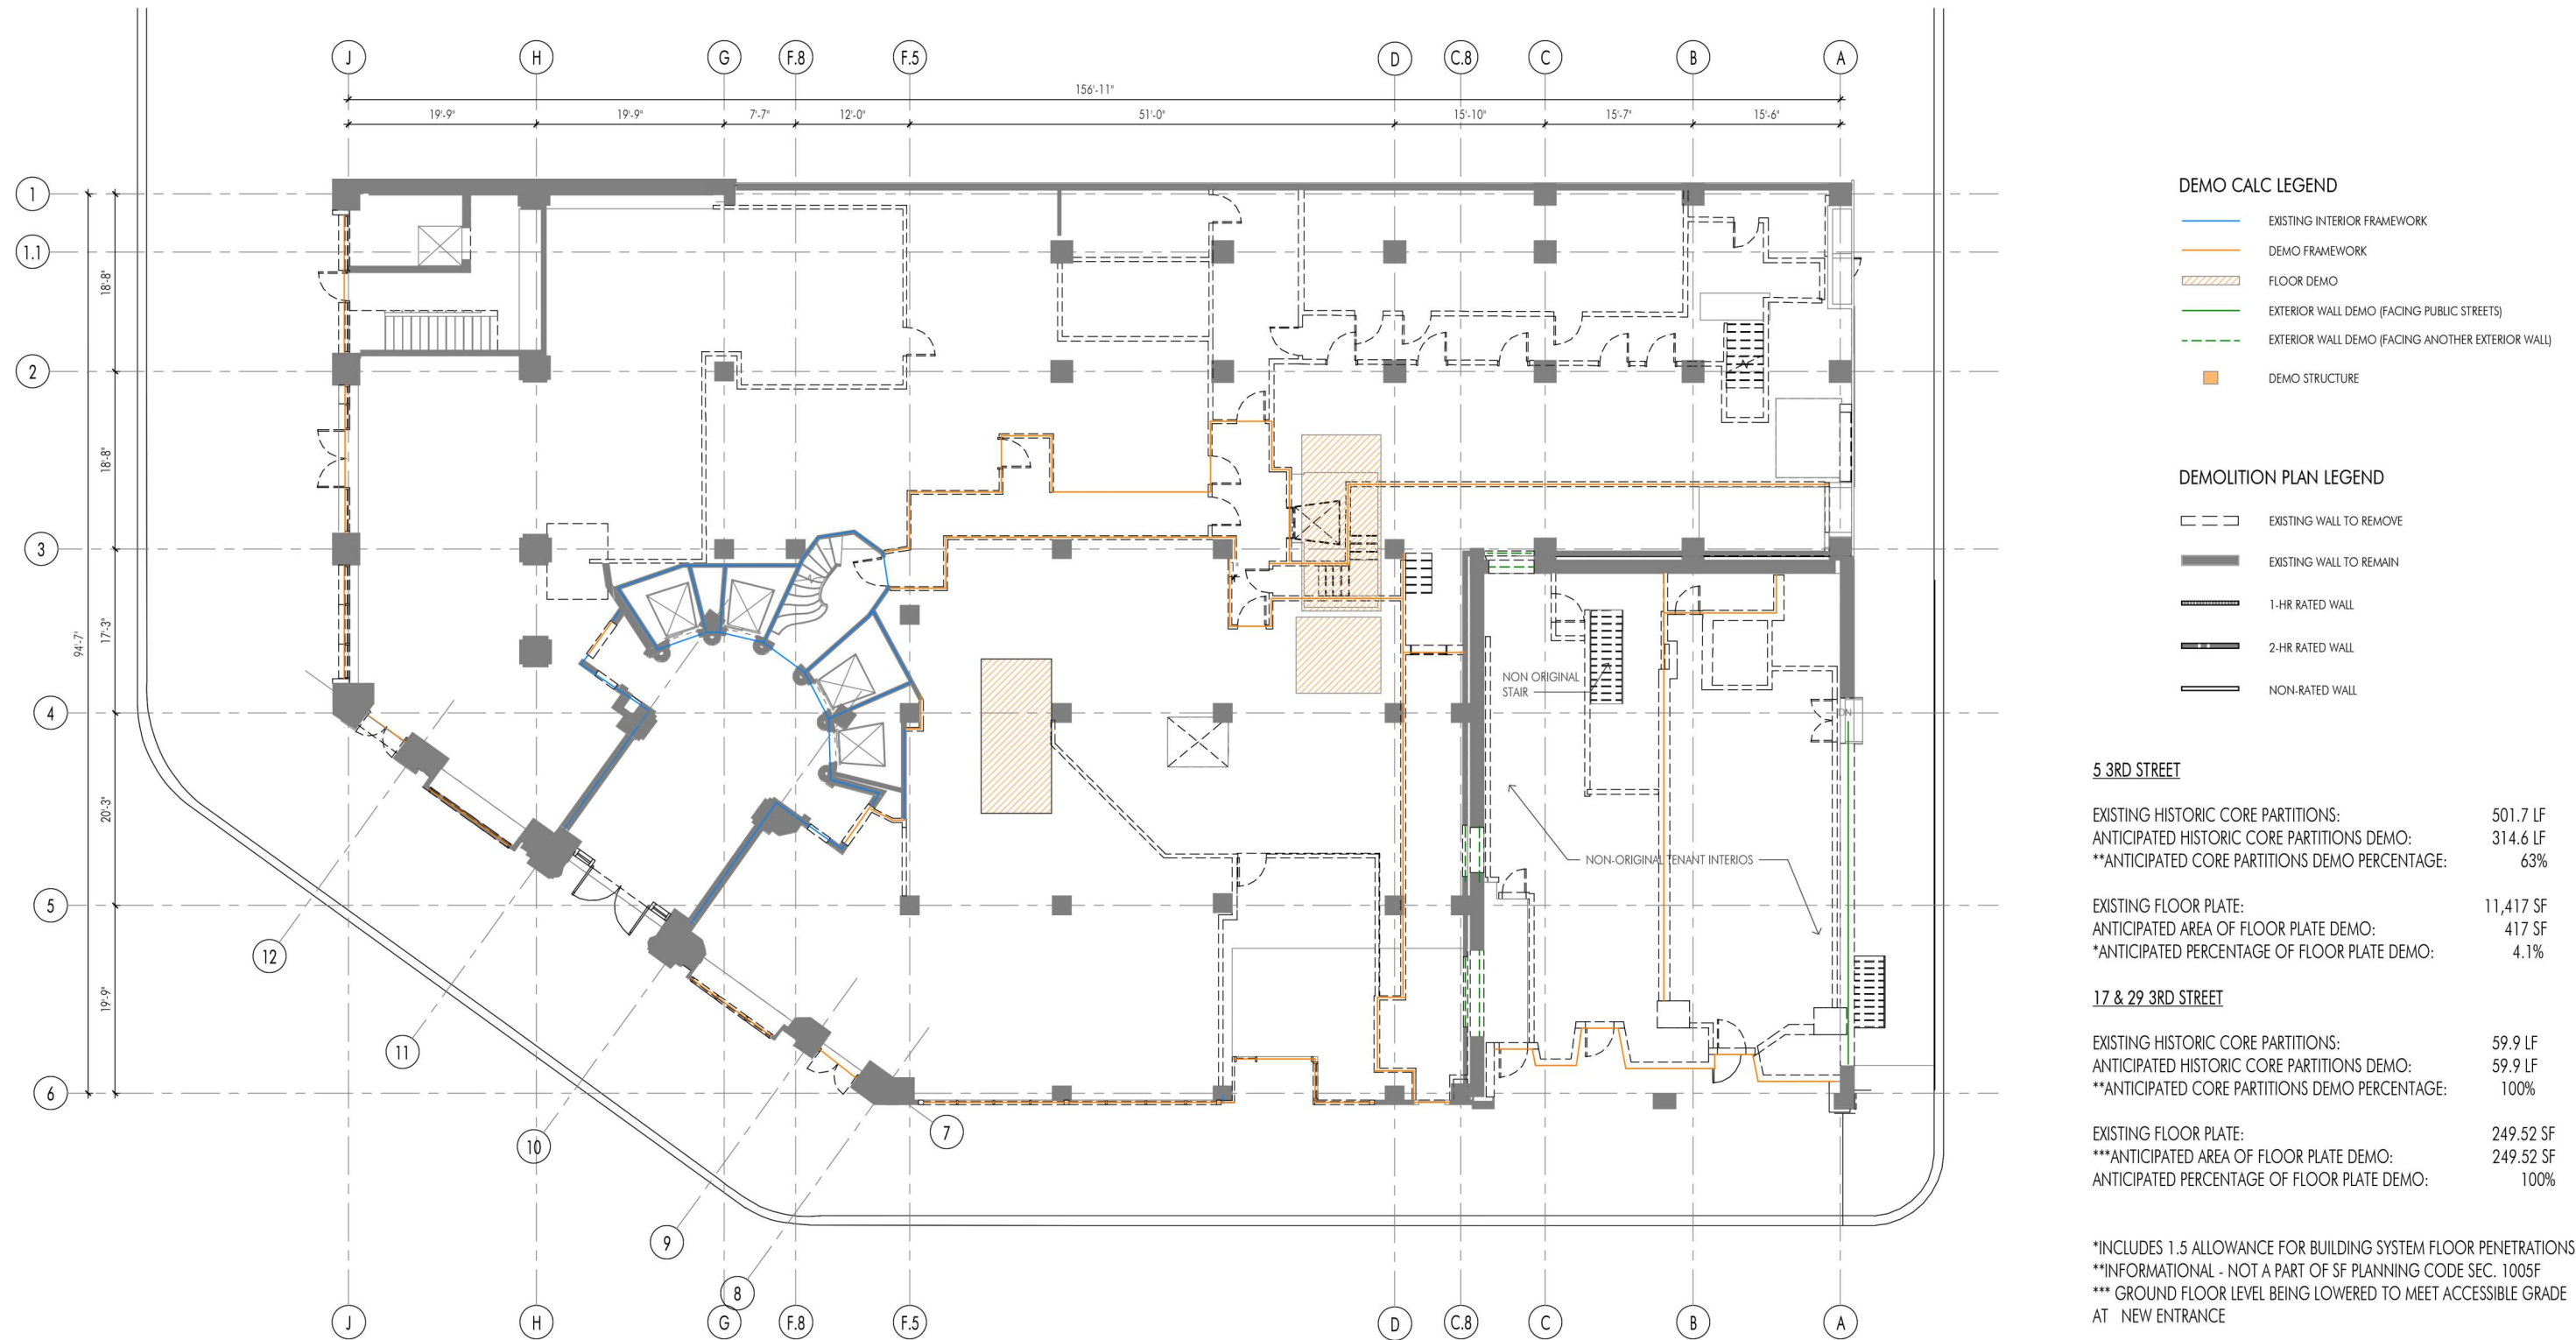 J H G F.8 F.5 D C.8 C B A
156'-11"
19'-9" 19'-9" 7'-7" 12'-0" 51'-0" 15'-10" 15'-7" 15'-6"
1
1.1
18'-8"
2
18'-8"
3
17'-3"
94'-7"
4
20'-3"
5
19'-9"
6
NON ORIGINAL
STAIR
DN
NON-ORIGINAL TENANT INTERIOS
12
11
10
9
8
7
J H G F.8 F.5 D C.8 C B A
DEMO CALC LEGEND
EXISTING INTERIOR FRAMEWORK
DEMO FRAMEWORK
FLOOR DEMO
EXTERIOR WALL DEMO (FACING PUBLIC STREETS)
EXTERIOR WALL DEMO (FACING ANOTHER EXTERIOR WALL)
DEMO STRUCTURE
DEMOLITION PLAN LEGEND
EXISTING WALL TO REMOVE
EXISTING WALL TO REMAIN
1-HR RATED WALL
2-HR RATED WALL
NON-RATED WALL
5 3RD STREET
EXISTING HISTORIC CORE PARTITIONS: 501.7 LF
ANTICIPATED HISTORIC CORE PARTITIONS DEMO: 314.6 LF
**ANTICIPATED CORE PARTITIONS DEMO PERCENTAGE: 63%
EXISTING FLOOR PLATE: 11,417 SF
ANTICIPATED AREA OF FLOOR PLATE DEMO: 417 SF
*ANTICIPATED PERCENTAGE OF FLOOR PLATE DEMO: 4.1%
17 & 29 3RD STREET
EXISTING HISTORIC CORE PARTITIONS: 59.9 LF
ANTICIPATED HISTORIC CORE PARTITIONS DEMO: 59.9 LF
**ANTICIPATED CORE PARTITIONS DEMO PERCENTAGE: 100%
EXISTING FLOOR PLATE: 249.52 SF
***ANTICIPATED AREA OF FLOOR PLATE DEMO: 249.52 SF
ANTICIPATED PERCENTAGE OF FLOOR PLATE DEMO: 100%
*INCLUDES 1.5 ALLOWANCE FOR BUILDING SYSTEM FLOOR PENETRATIONS
**INFORMATIONAL - NOT A PART OF SF PLANNING CODE SEC. 1005F
*** GROUND FLOOR LEVEL BEING LOWERED TO MEET ACCESSIBLE GRADE
AT NEW ENTRANCE